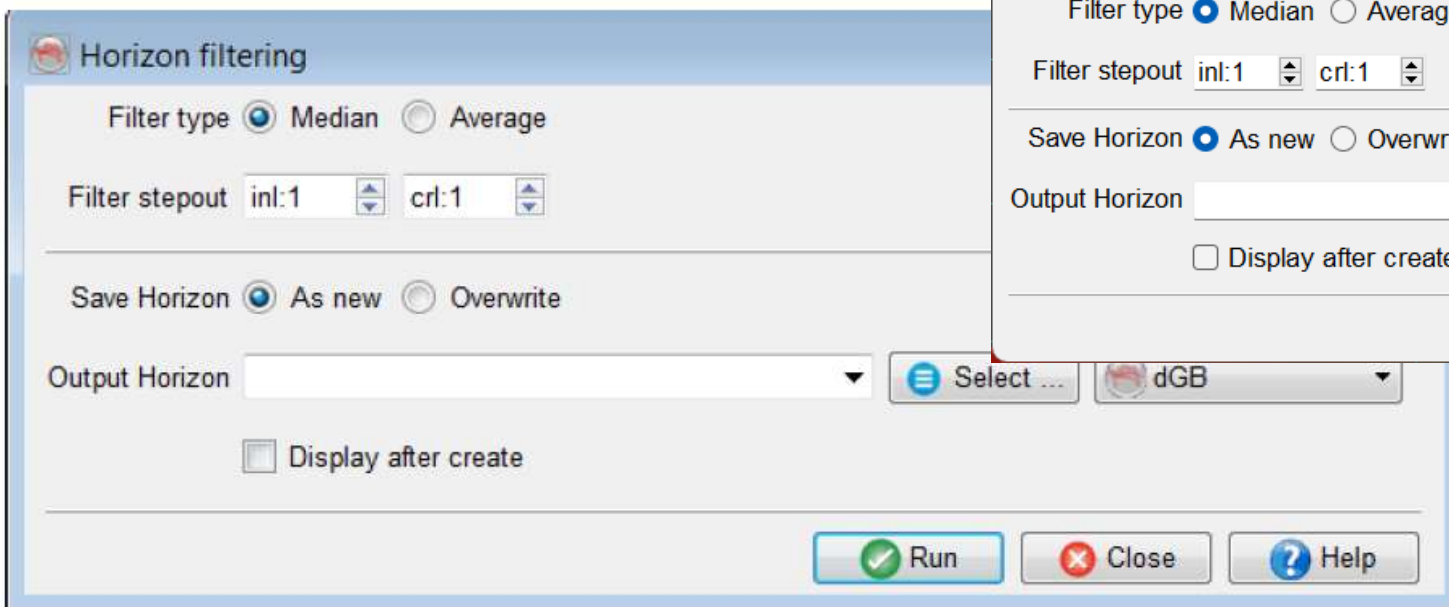 Horizon filtering
Filter type Median Average
Filter stepout inl:1 crl:1
Save Horizon As new Overwrite
Output Horizon Select ... dGB
Display after create
Run Close Help
Filter type Median
Filter stepout inl:1 crl:1
Save Horizon As new
Output Horizon
Display after